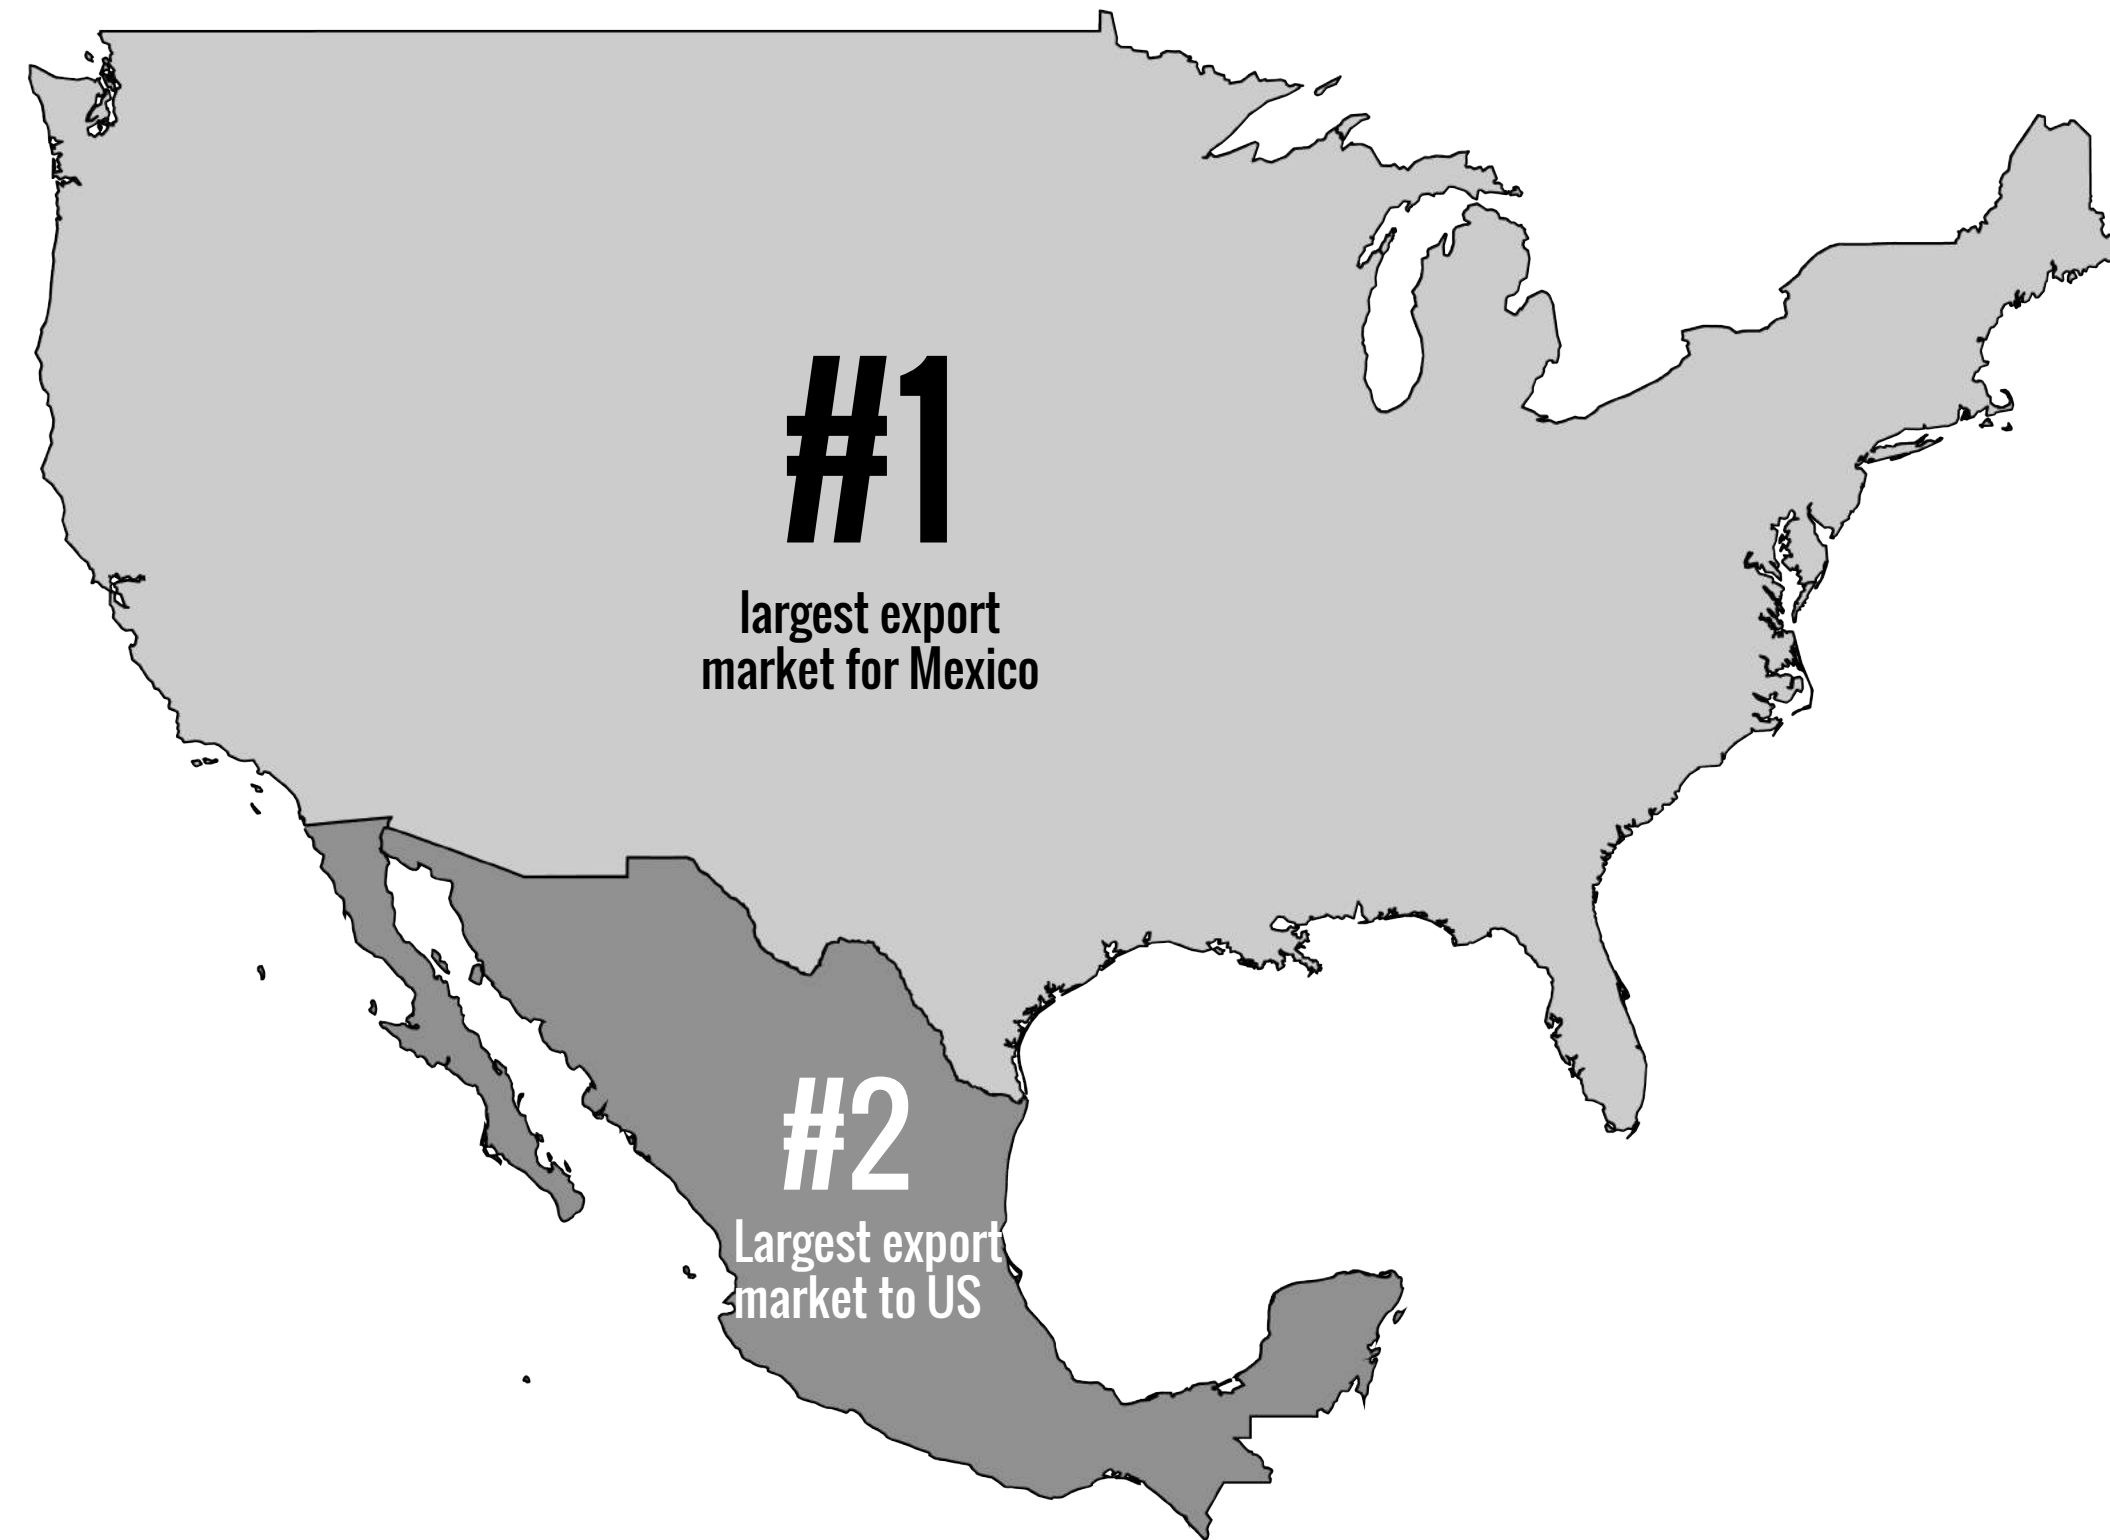 #1
largest export
market for Mexico
#2
Largest export
market to US